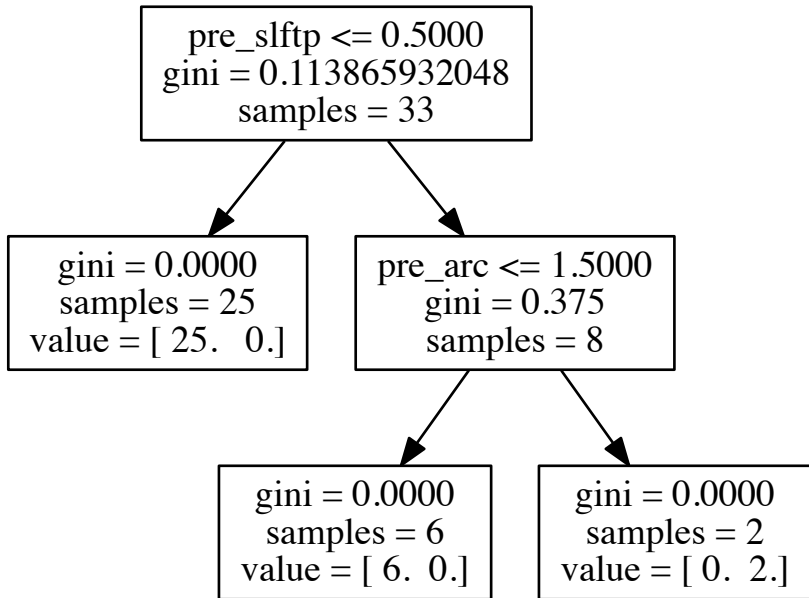 pre_slftp <= 0.5000
gini = 0.113865932048
samples = 33
gini = 0.0000
samples = 25
value = [ 25.   0.]
pre_arc <= 1.5000
gini = 0.375
samples = 8
gini = 0.0000
samples = 6
value = [ 6.  0.]
gini = 0.0000
samples = 2
value = [ 0.  2.]